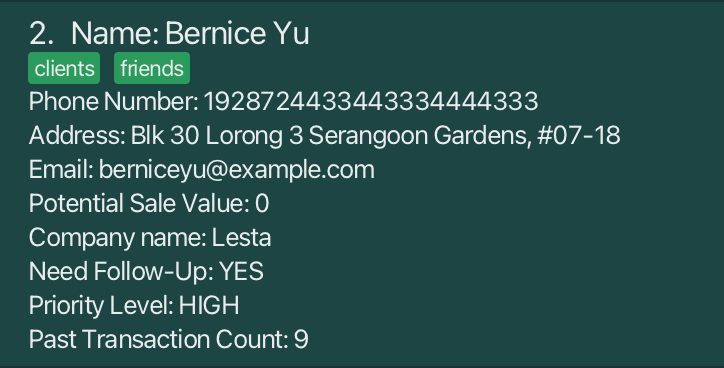 2. Name: Bernice Yu
clients friends
Phone Number: 1928724433443334444333
Address: Blk 30 Lorong 3 Serangoon Gardens, #07-18
Email: berniceyu@example.com
Potential Sale Value: 0
Company name: Lesta
Need Follow-Up: YES
Priority Level: HIGH
Past Transaction Count: 9